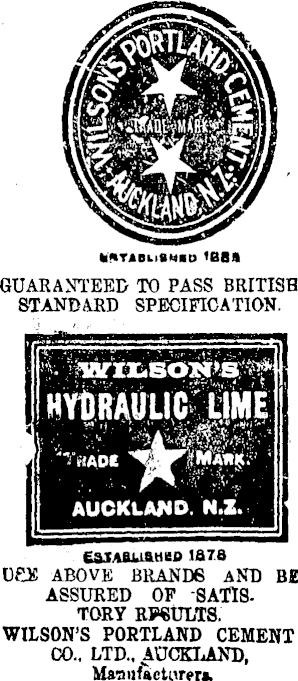 WILSON'S PORTLAND CEMENT
TRADE MARK
AUCKLAND, N.Z.
ESTABLISHED
GUARANTEED TO PASS BRITISH
STANDARD SPECIFICATION.
WILSON'S
HYDRAULIC LIME
TRADE MARK
AUCKLAND, N.Z.
ESTABLISHED 1878
USE ABOVE BRANDS AND BE
ASSURED OF SATIS-
TORY RESULTS.
WILSON'S PORTLAND CEMENT
CO., LTD., AUCKLAND,
Manufacturers.